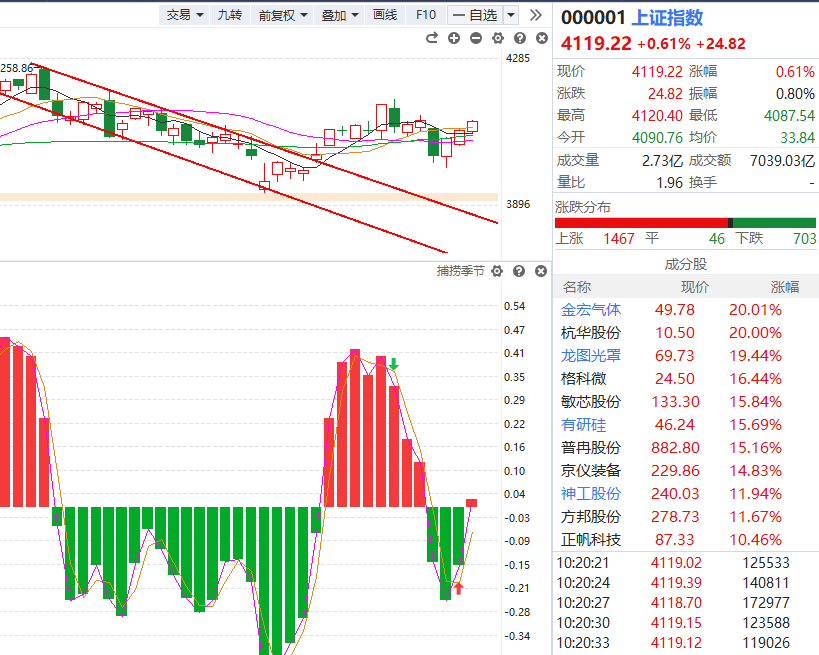 交易 九转 前复权 叠加 画线 F10 一 自选
258.86
4285
3896
捕捞季节
0.54
0.47
0.41
0.35
0.29
0.22
0.16
0.10
0.04
-0.03
-0.09
-0.15
-0.21
-0.28
-0.34
000001 上证指数
4119.22 +0.61% +24.82
现价 4119.22 涨幅 0.61%
涨跌 24.82 振幅 0.80%
最高 4120.40 最低 4087.54
今开 4090.76 均价 33.84
成交量 2.73亿 成交额 7039.03亿
量比 1.96 换手 -
涨跌分布
上涨 1467 平 46 下跌 703
成分股
名称 现价 涨幅
金宏气体 49.78 20.01%
杭华股份 10.50 20.00%
龙图光罩 69.73 19.44%
格科微 24.50 16.44%
敏芯股份 133.30 15.84%
有研硅 46.24 15.69%
普冉股份 882.80 15.16%
京仪装备 229.86 14.83%
神工股份 240.03 11.94%
方邦股份 278.73 11.67%
正帆科技 87.33 10.46%
10:20:21 4119.02 125533
10:20:24 4119.39 140811
10:20:27 4118.70 172977
10:20:30 4119.15 123588
10:20:33 4119.12 119026